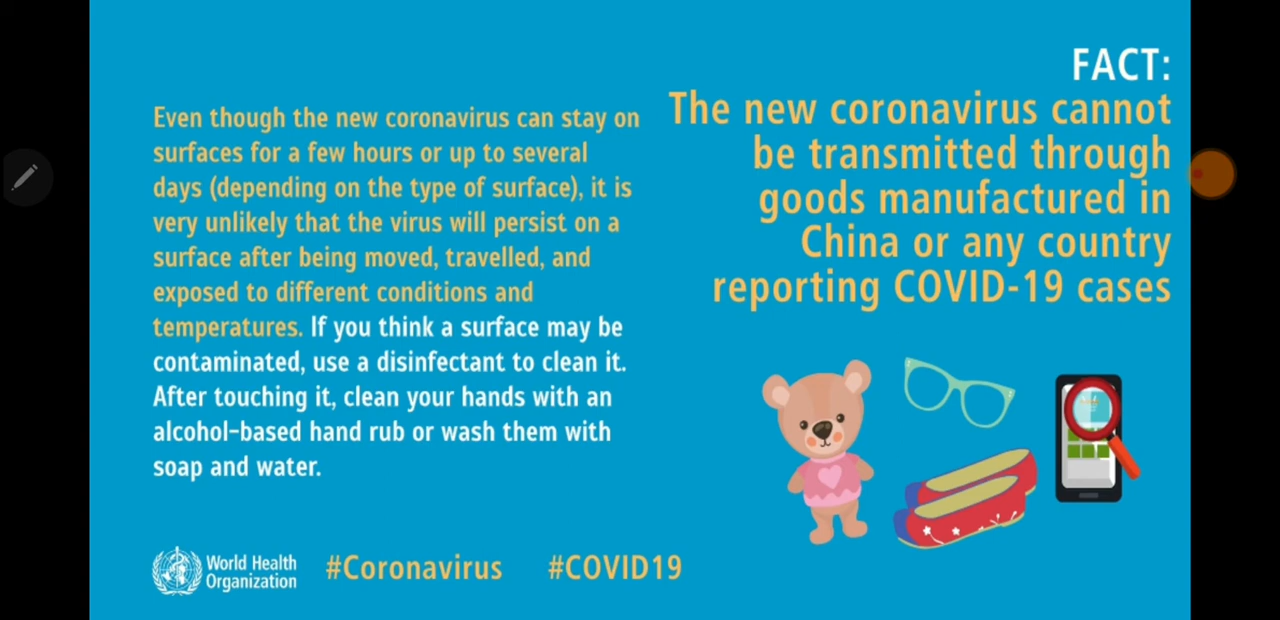 FACT:
The new coronavirus cannot
be transmitted through
goods manufactured in
China or any country
reporting COVID-19 cases
Even though the new coronavirus can stay on
surfaces for a few hours or up to several
days (depending on the type of surface), it is
very unlikely that the virus will persist on a
surface after being moved, travelled, and
exposed to different conditions and
temperatures. If you think a surface may be
contaminated, use a disinfectant to clean it.
After touching it, clean your hands with an
alcohol-based hand rub or wash them with
soap and water.
World Health
Organization
#Coronavirus #COVID19